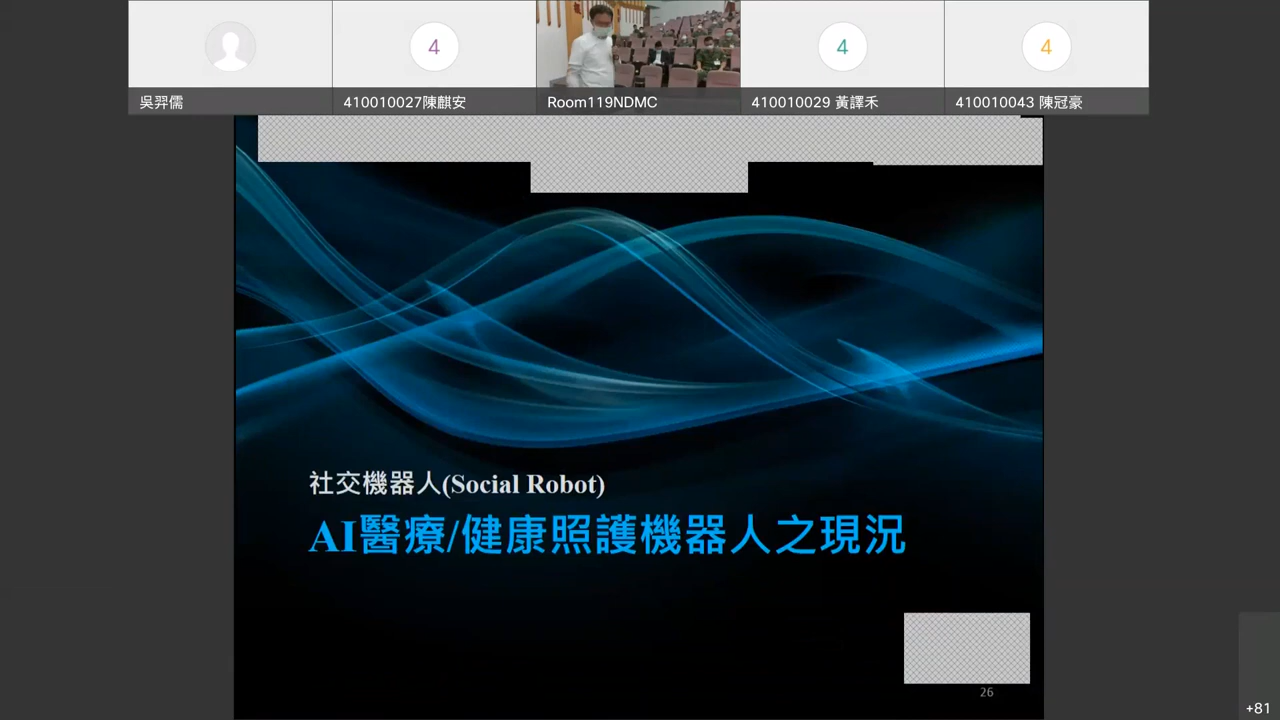 4
4
4
吳羿儒
410010027陳麒安
Room119NDMC
410010029 黃譯禾
410010043 陳冠豪
社交機器人(Social Robot)
AI醫療/健康照護機器人之現況
26
+81